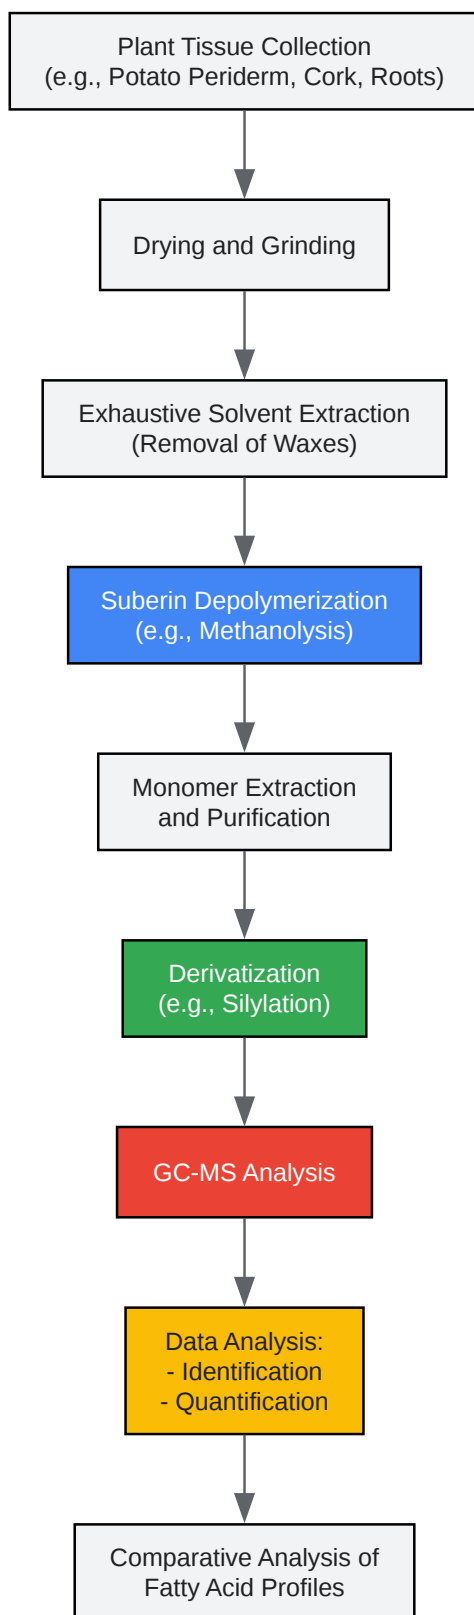 Plant Tissue Collection
(e.g., Potato Periderm, Cork, Roots)
Drying and Grinding
Exhaustive Solvent Extraction
(Removal of Waxes)
Suberin Depolymerization
(e.g., Methanolysis)
Monomer Extraction
and Purification
Derivatization
(e.g., Silylation)
GC-MS Analysis
Data Analysis:
- Identification
- Quantification
Comparative Analysis of
Fatty Acid Profiles